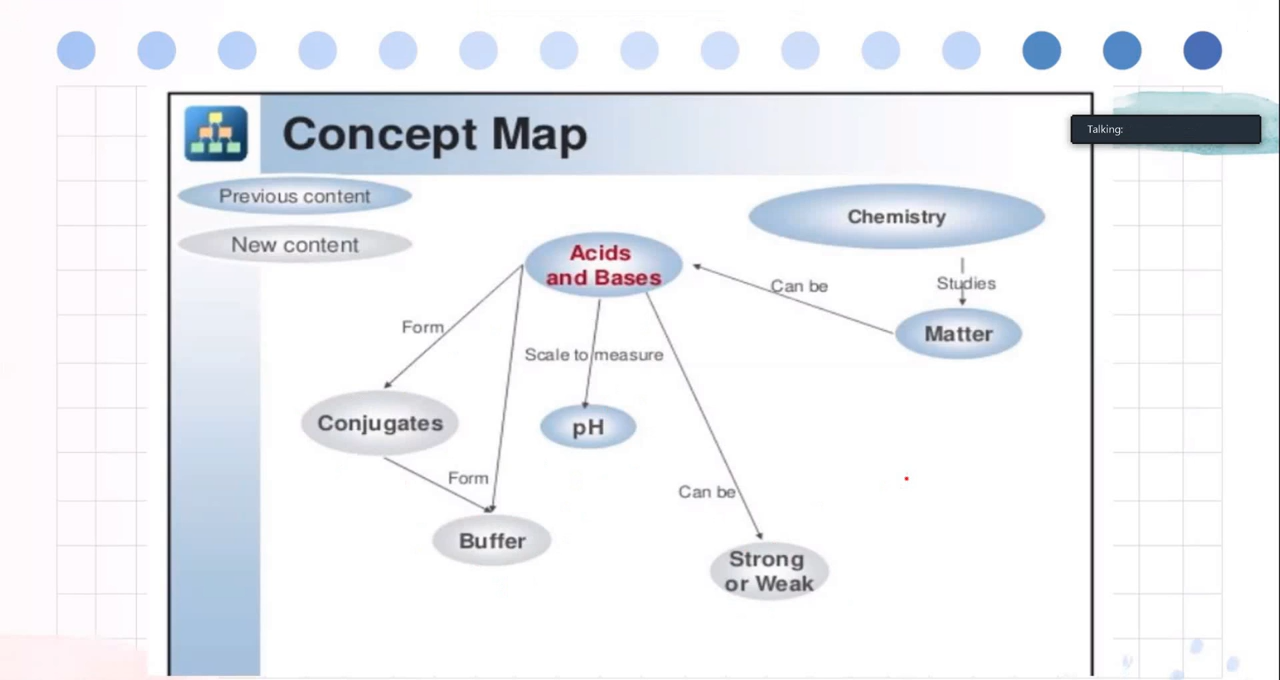 Concept Map
Talking:
Previous content
New content
Chemistry
Acids
and Bases
Can be
Studies
Matter
Form
Scale to measure
Conjugates
pH
Form
Can be
Buffer
Strong
or Weak